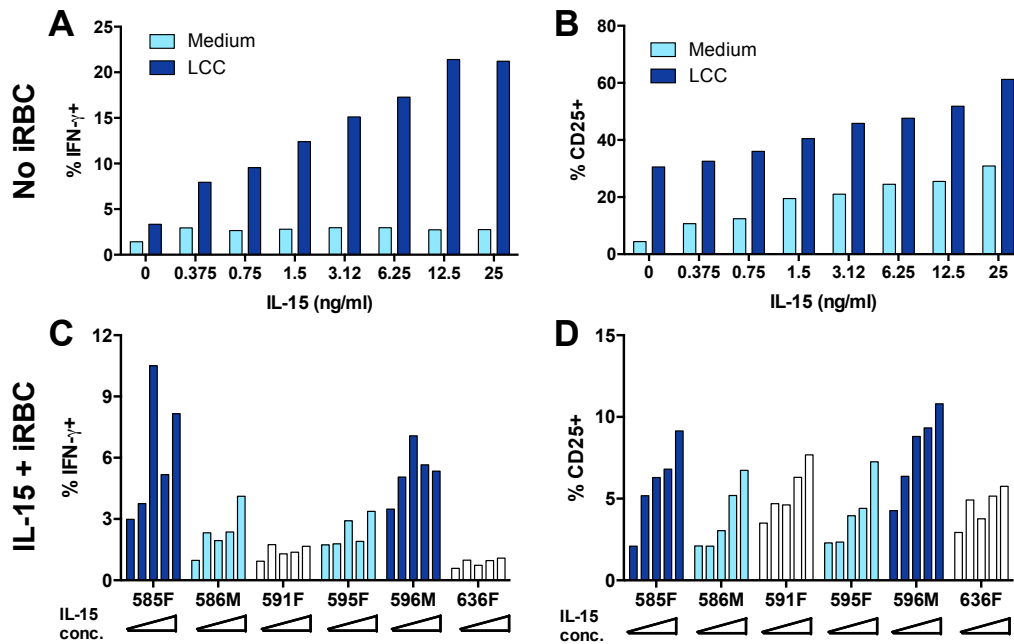 No iRBC
A
% IFN-γ+
25
20
15
10
5
0
Medium
LCC
0 0.375 0.75 1.5 3.12 6.25 12.5 25
IL-15 (ng/ml)
B
% CD25+
80
60
40
20
0
Medium
LCC
0 0.375 0.75 1.5 3.12 6.25 12.5 25
IL-15 (ng/ml)
IL-15 + iRBC
C
% IFN-γ+
12
9
6
3
0
585F 586M 591F 595F 596M 636F
IL-15
conc.
D
% CD25+
15
10
5
0
585F 586M 591F 595F 596M 636F
IL-15
conc.